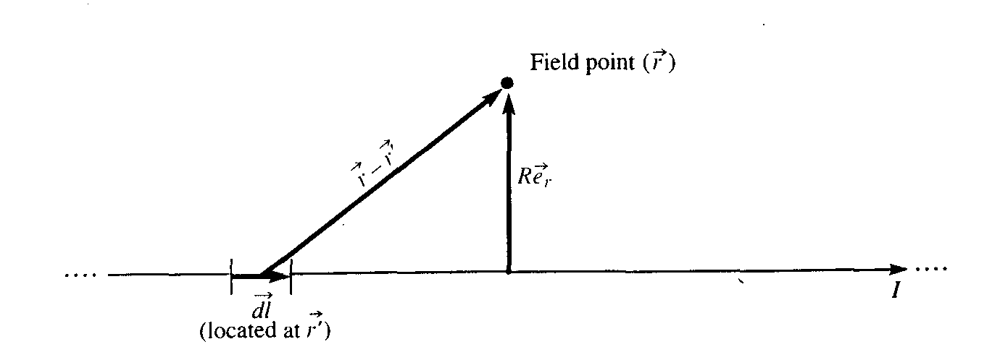 Field point (r⃗)
r⃗ – r⃗′
Re⃗ᵣ
....
....
I
dl⃗
(located at r⃗′)